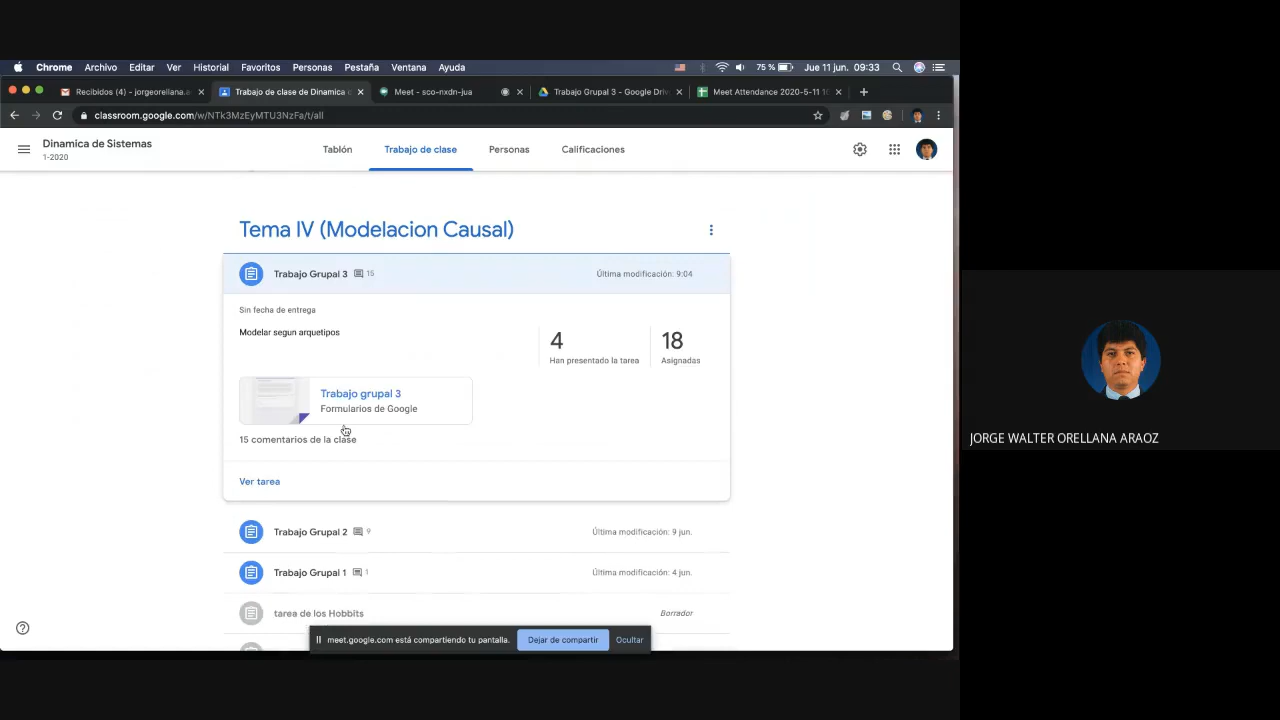 Chrome Archivo Editar Ver Historial Favoritos Personas Pestaña Ventana Ayuda 75 % Jue 11 jun. 09:33
Recibidos (4) - jorgeorellana.a Trabajo de clase de Dinamica d Meet - sco-nxdn-jua Trabajo Grupal 3 - Google Driv Meet Attendance 2020-5-11 1
classroom.google.com/w/NTk3MzEyMTU3NzFa/t/all
Dinamica de Sistemas
1-2020
Tablón Trabajo de clase Personas Calificaciones
Tema IV (Modelacion Causal)
Trabajo Grupal 3 15 Última modificación: 9:04
Sin fecha de entrega
Modelar segun arquetipos
4 18
Han presentado la tarea Asignadas
Trabajo grupal 3
Formularios de Google
15 comentarios de la clase
Ver tarea
Trabajo Grupal 2 9 Última modificación: 9 jun.
Trabajo Grupal 1 1 Última modificación: 4 jun.
tarea de los Hobbits Borrador
meet.google.com está compartiendo tu pantalla. Dejar de compartir Ocultar
JORGE WALTER ORELLANA ARAOZ